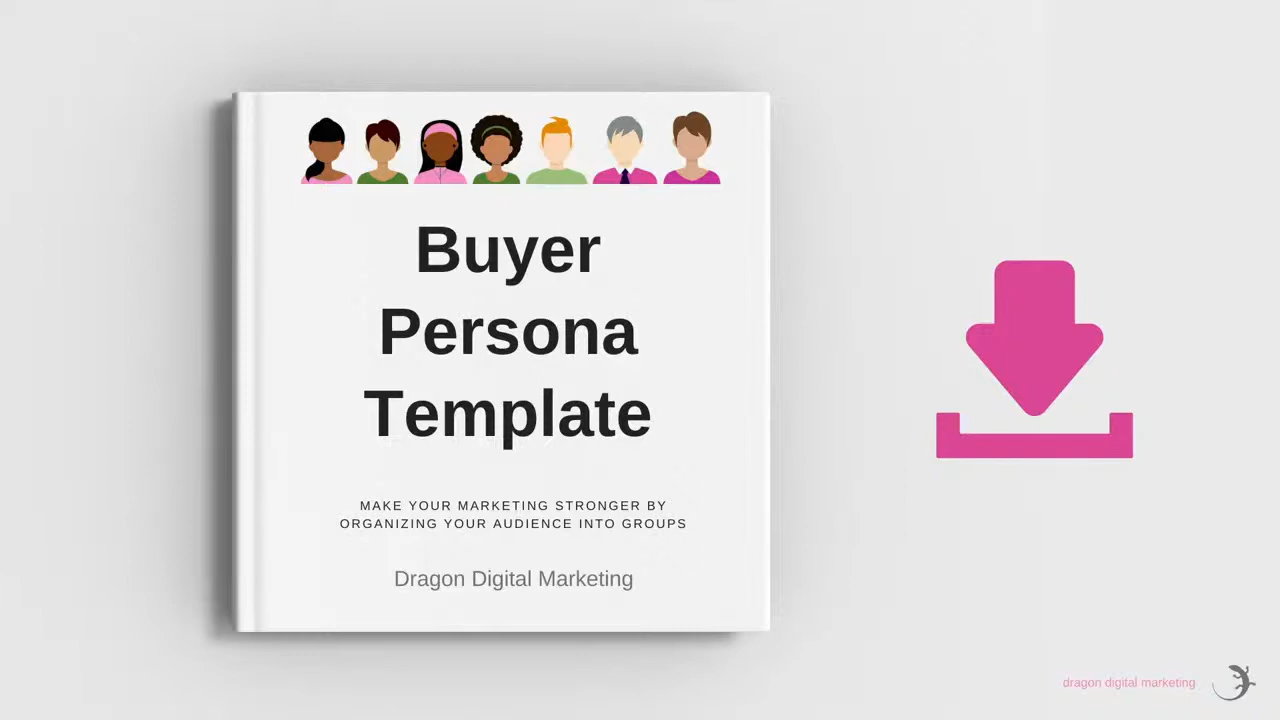 Buyer
Persona
Template
MAKE YOUR MARKETING STRONGER BY
ORGANIZING YOUR AUDIENCE INTO GROUPS
Dragon Digital Marketing
dragon digital marketing